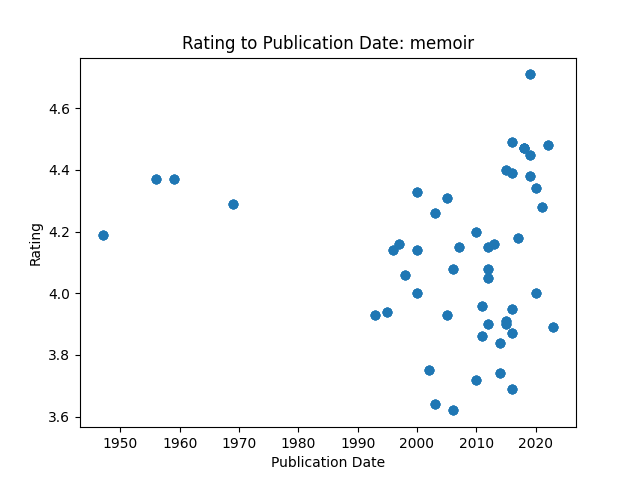 Rating to Publication Date: memoir
4.6
4.4
4.2
4.0
3.8
3.6
Rating
1950 1960 1970 1980 1990 2000 2010 2020
Publication Date